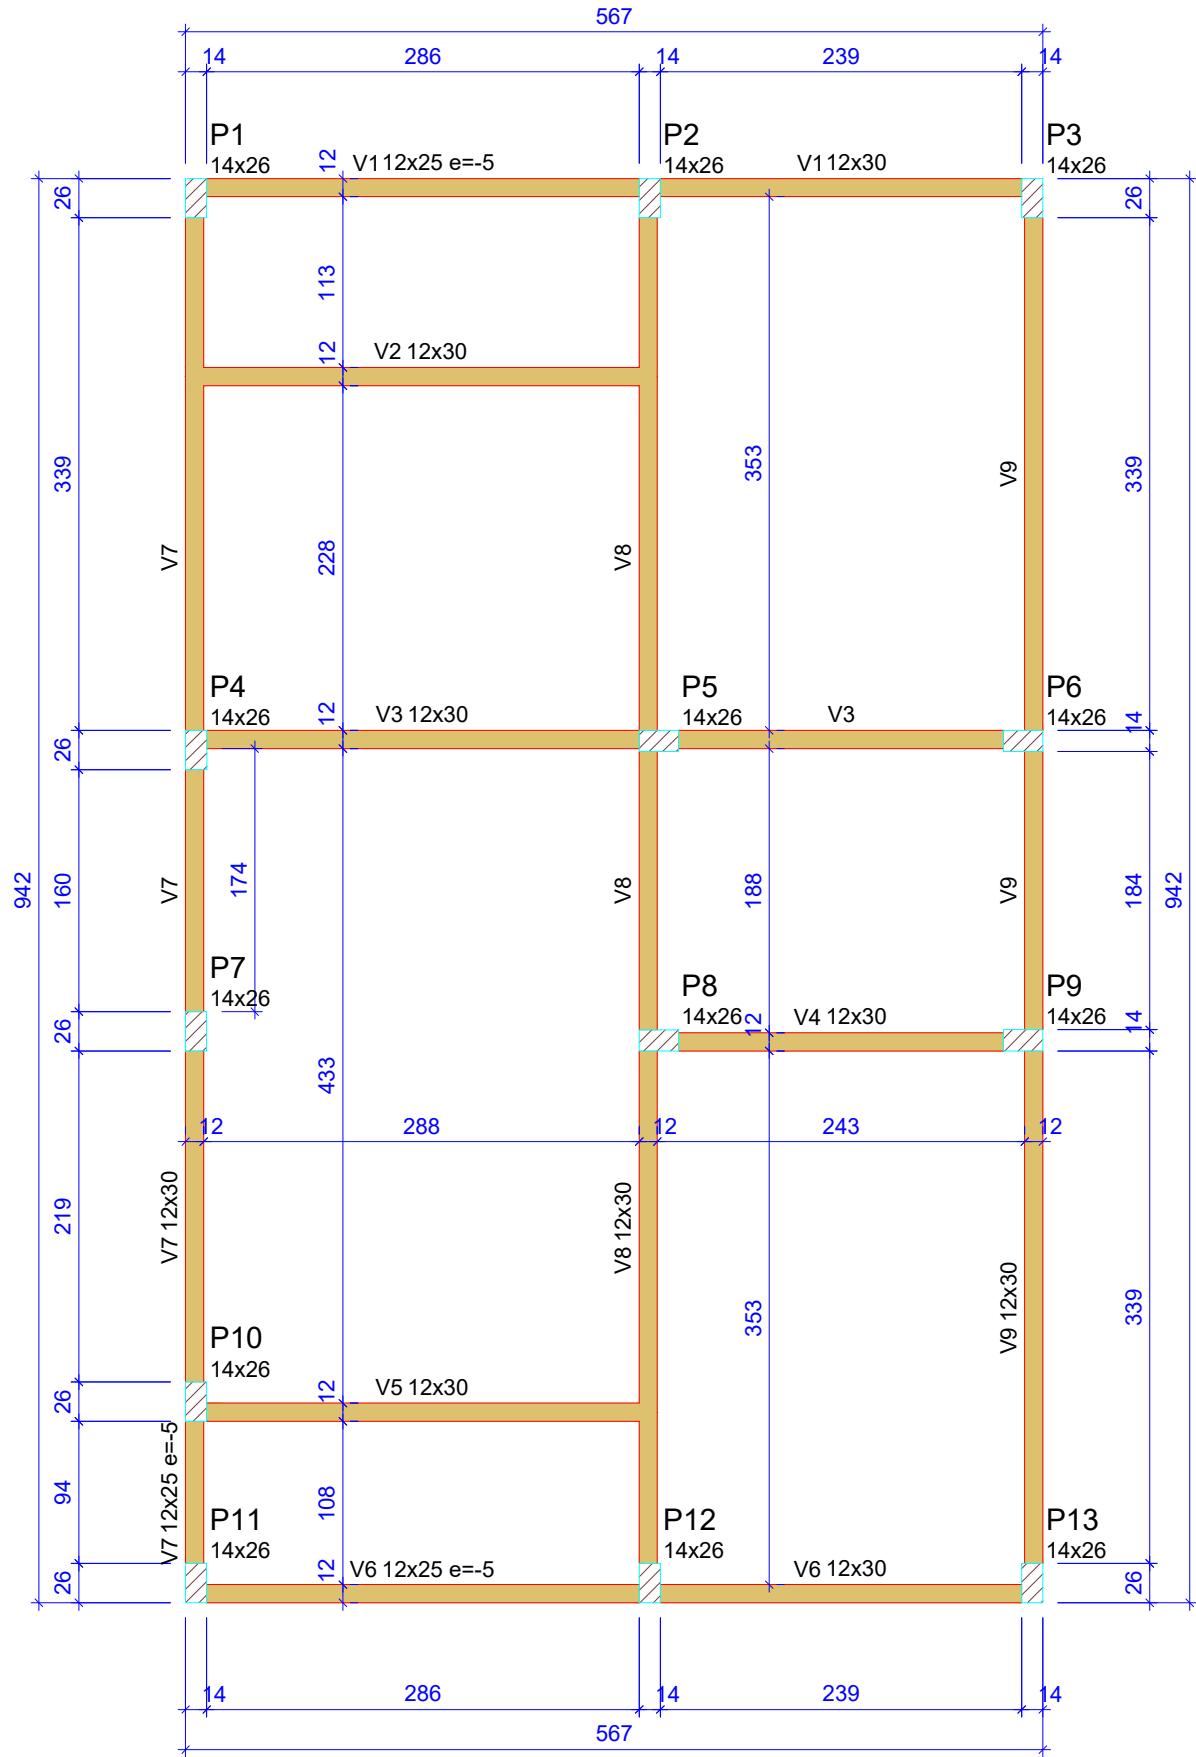 567
14 286 14 239 14
P1 P2 P3
14x26 12 V1 12x25 e=-5 14x26 V1 12x30 14x26
26 26
113
12 V2 12x30
339 353 V9 339
V7 228 V8
P4 P5 P6
14x26 12 V3 12x30 14x26 V3 14x26 14
26
942 160 V7 174 V8 188 V9 184 942
P7 P8 P9
14x26 14x26 12 V4 12x30 14x26 14
26 433
12 288 12 243 12
219 V7 12x30 V8 12x30
353 V9 12x30 339
P10
14x26
26 12 V5 12x30
94 V7 12x25 e=-5 108
P11 P12 P13
14x26 14x26 14x26
26 12 V6 12x25 e=-5 V6 12x30 26
14 286 14 239 14
567